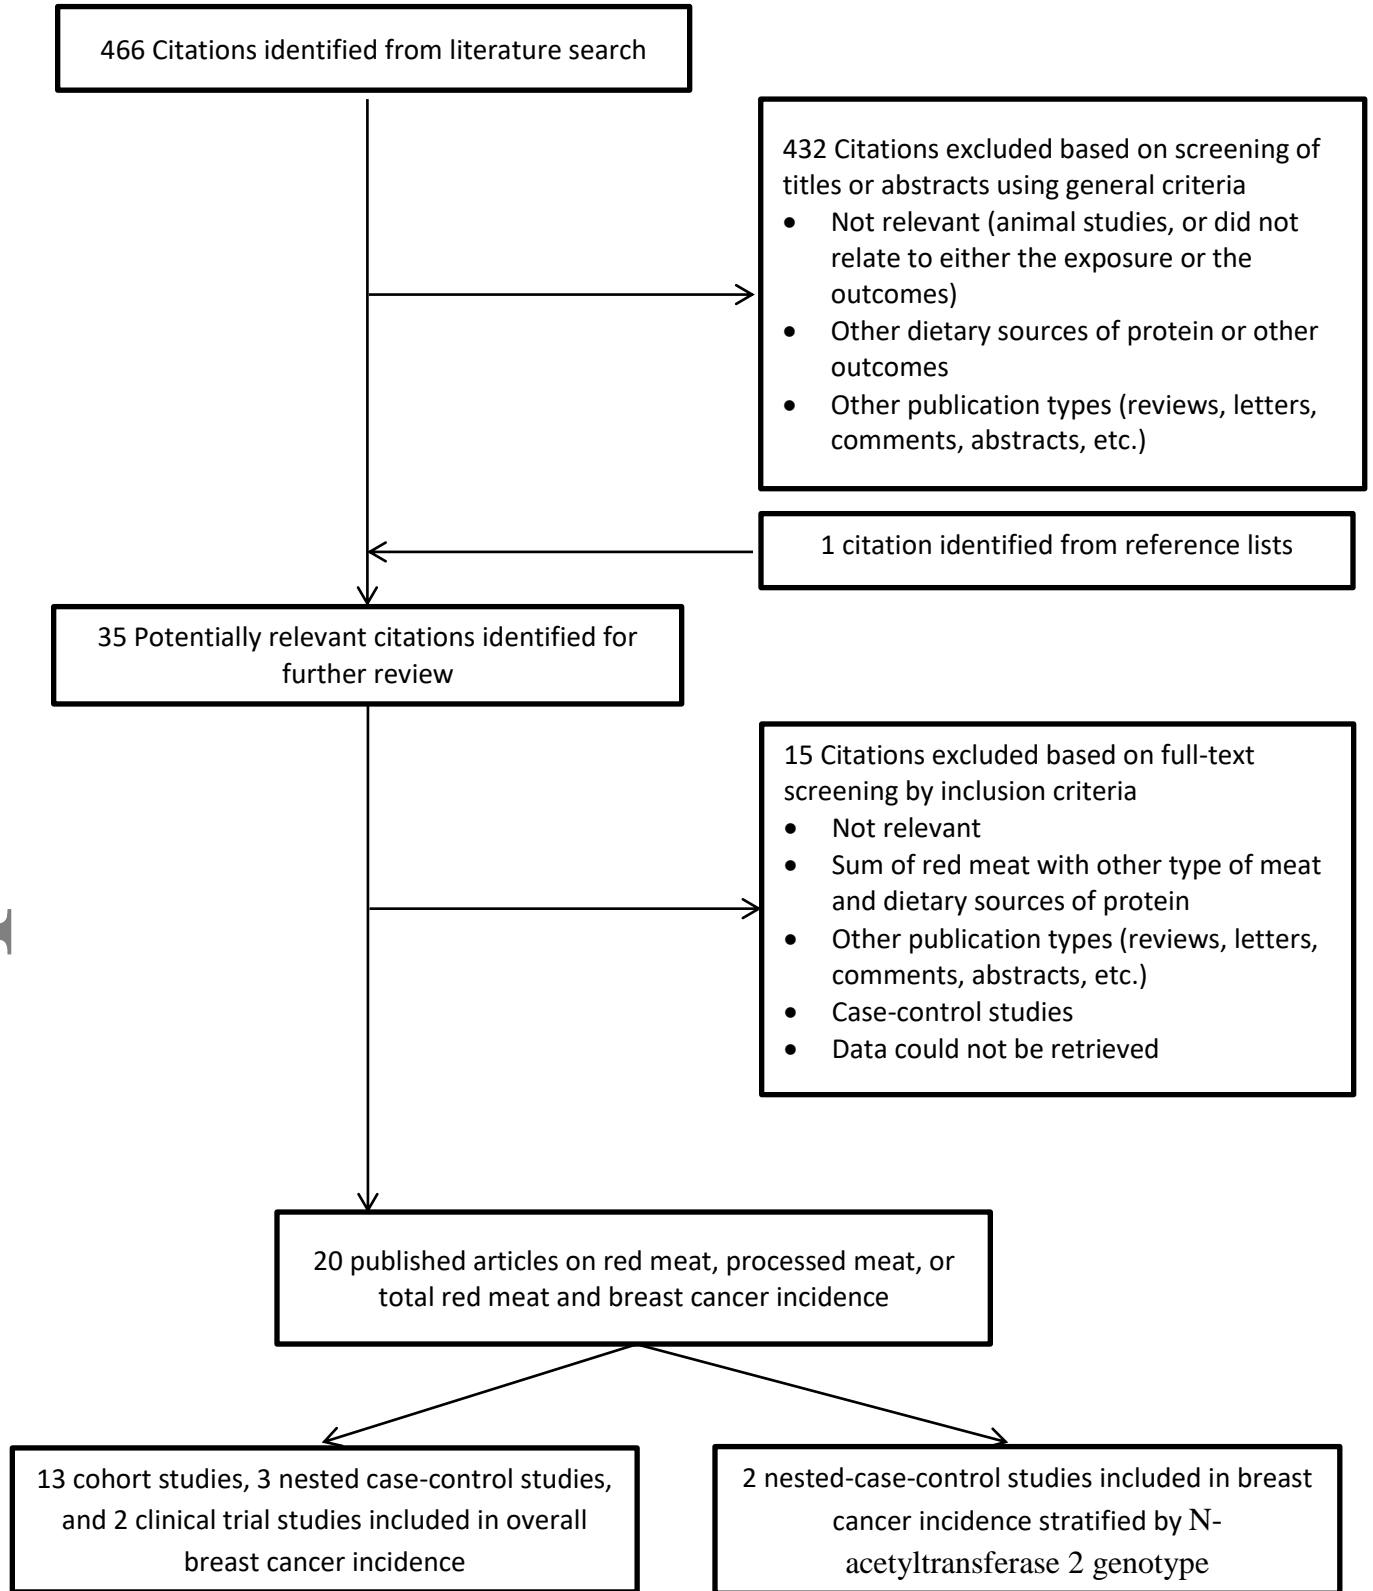 466 Citations identified from literature search
432 Citations excluded based on screening of
titles or abstracts using general criteria
• Not relevant (animal studies, or did not
relate to either the exposure or the
outcomes)
• Other dietary sources of protein or other
outcomes
• Other publication types (reviews, letters,
comments, abstracts, etc.)
1 citation identified from reference lists
35 Potentially relevant citations identified for
further review
15 Citations excluded based on full-text
screening by inclusion criteria
• Not relevant
• Sum of red meat with other type of meat
and dietary sources of protein
• Other publication types (reviews, letters,
comments, abstracts, etc.)
• Case-control studies
• Data could not be retrieved
20 published articles on red meat, processed meat, or
total red meat and breast cancer incidence
13 cohort studies, 3 nested case-control studies,
and 2 clinical trial studies included in overall
breast cancer incidence
2 nested-case-control studies included in breast
cancer incidence stratified by N-
acetyltransferase 2 genotype